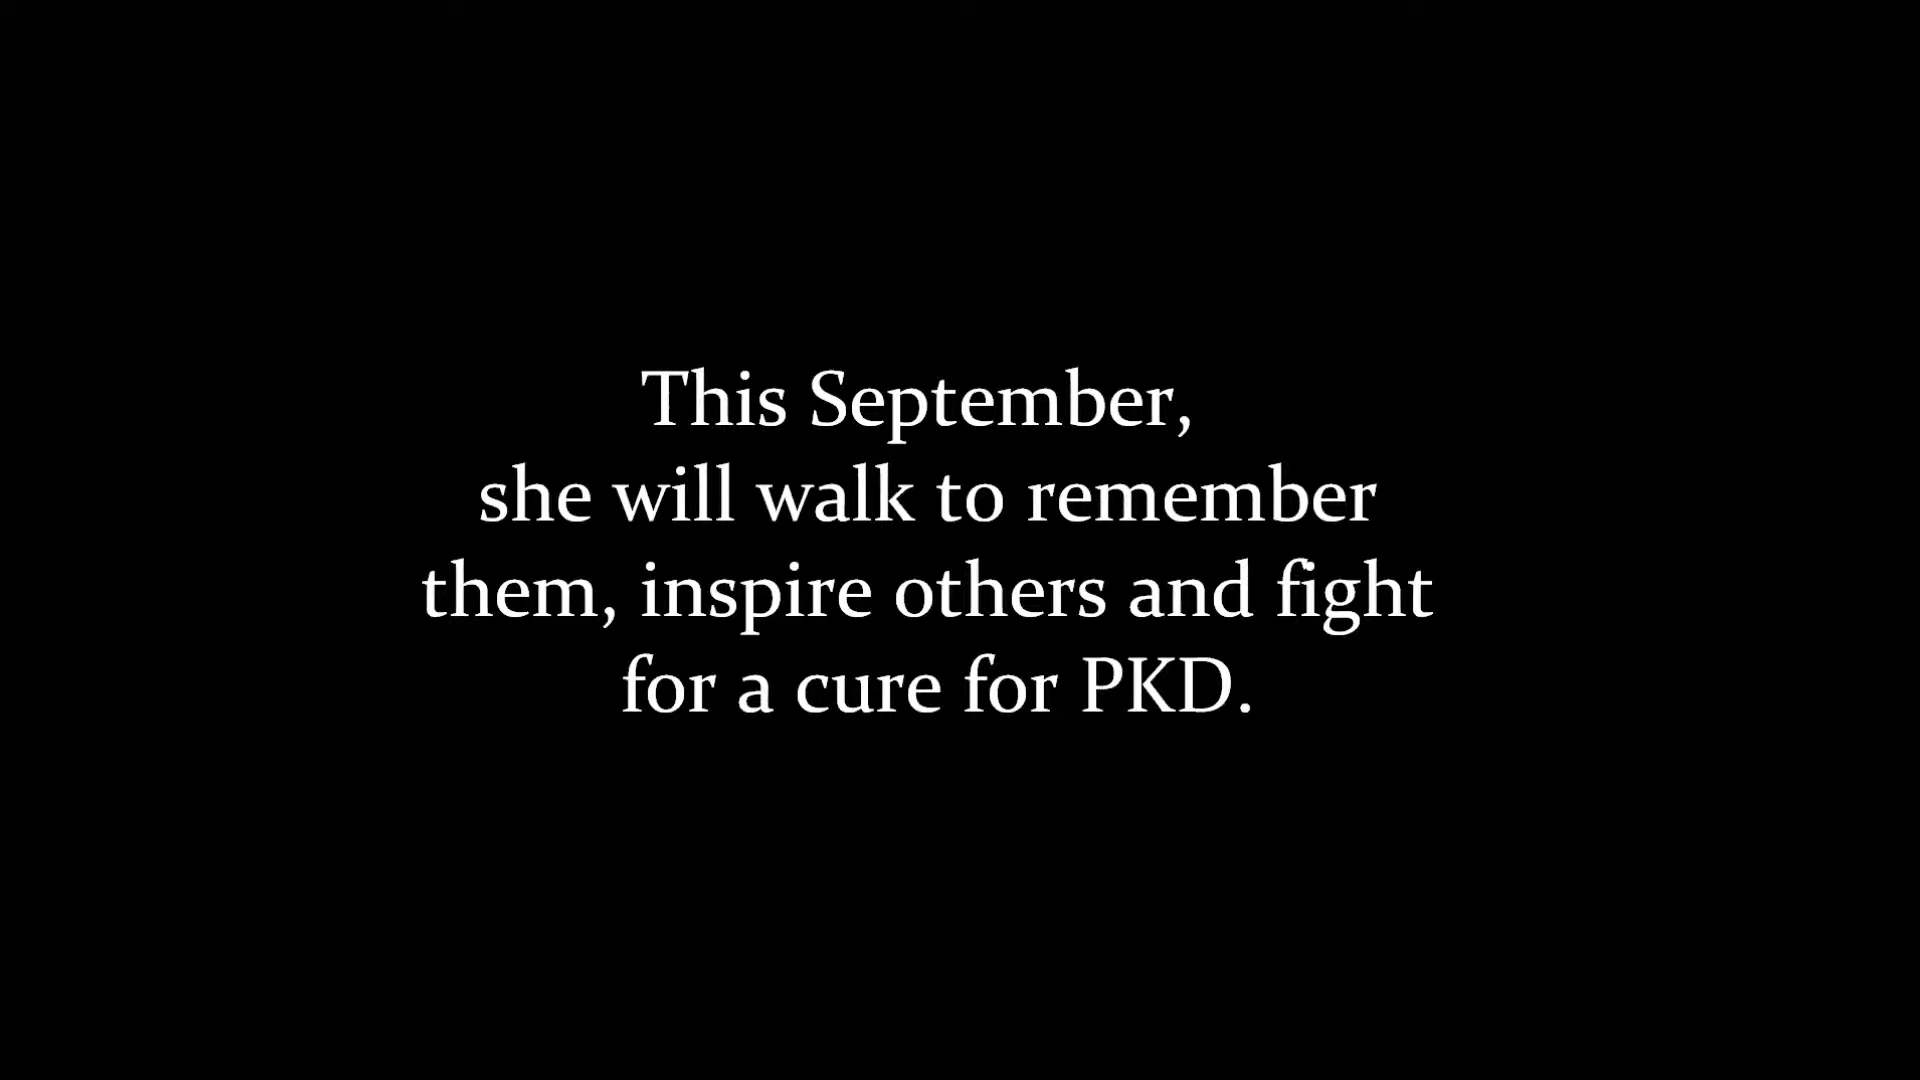 This September,
she will walk to remember
them, inspire others and fight
for a cure for PKD.